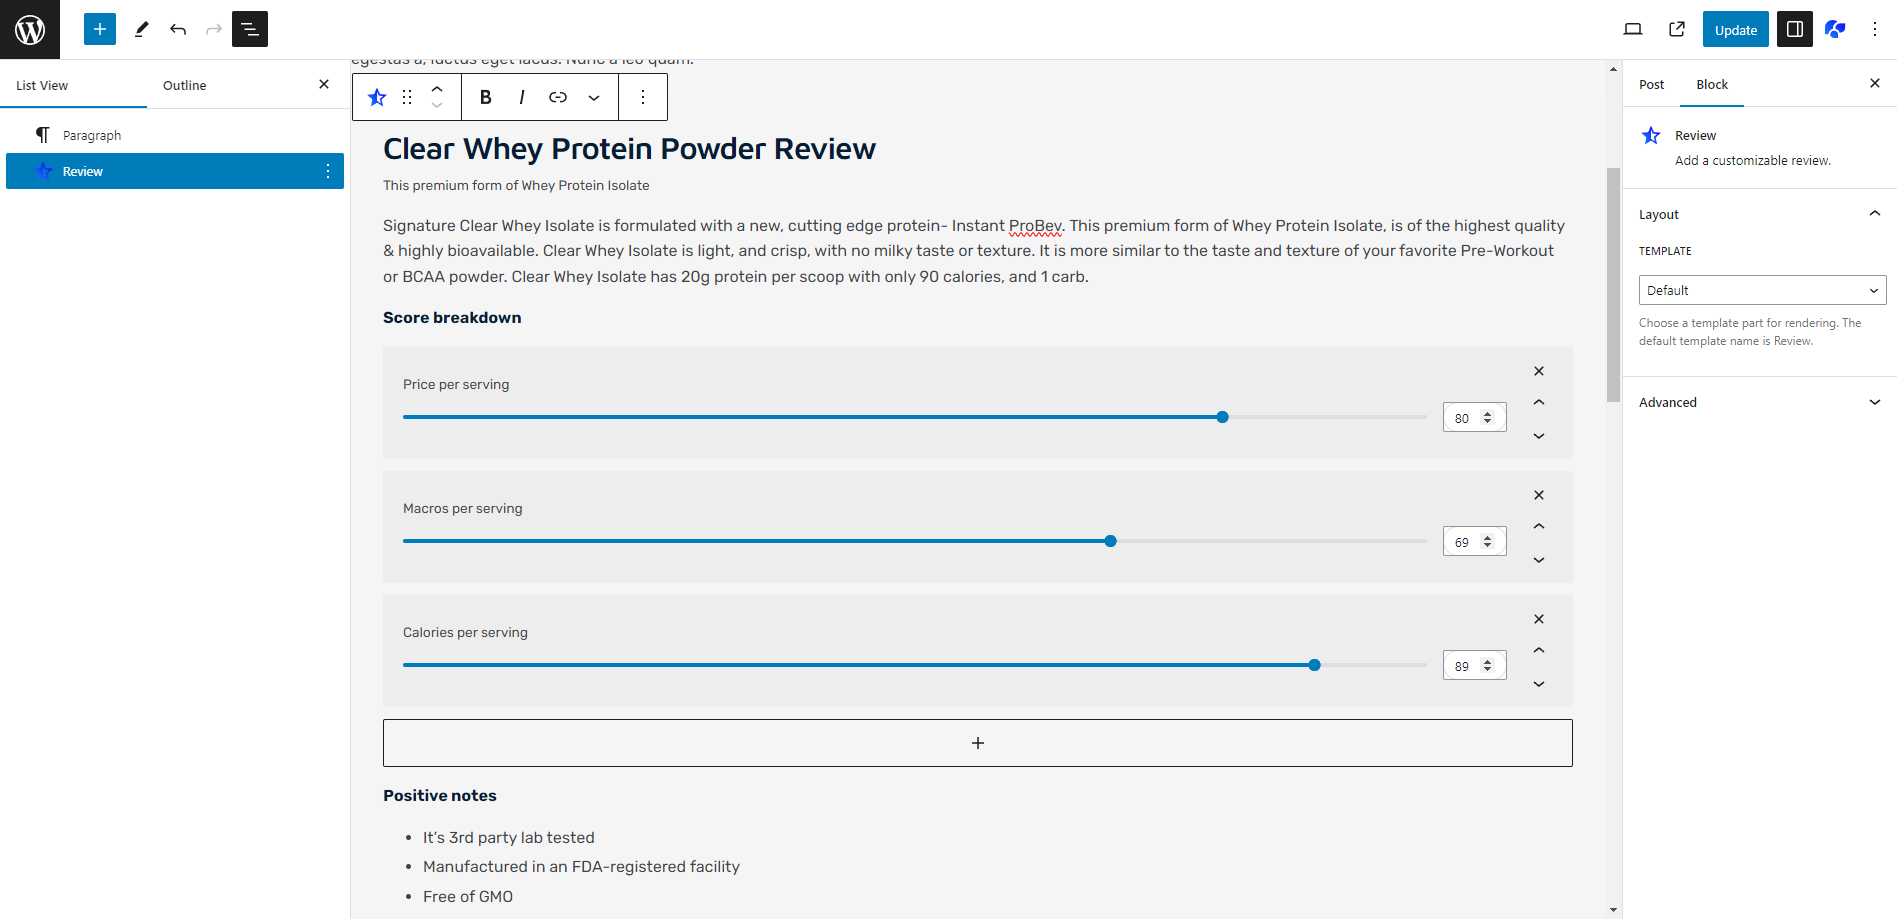 Update
List View
Outline
Paragraph
Review
egestas a, luctus eget lacus. Nunc a leo quam.
B
I
Clear Whey Protein Powder Review
This premium form of Whey Protein Isolate
Signature Clear Whey Isolate is formulated with a new, cutting edge protein- Instant ProBev. This premium form of Whey Protein Isolate, is of the highest quality
& highly bioavailable. Clear Whey Isolate is light, and crisp, with no milky taste or texture. It is more similar to the taste and texture of your favorite Pre-Workout
or BCAA powder. Clear Whey Isolate has 20g protein per scoop with only 90 calories, and 1 carb.
Score breakdown
Price per serving
80
Macros per serving
69
Calories per serving
89
Positive notes
It’s 3rd party lab tested
Manufactured in an FDA-registered facility
Free of GMO
Post
Block
Review
Add a customizable review.
Layout
TEMPLATE
Default
Choose a template part for rendering. The
default template name is Review.
Advanced